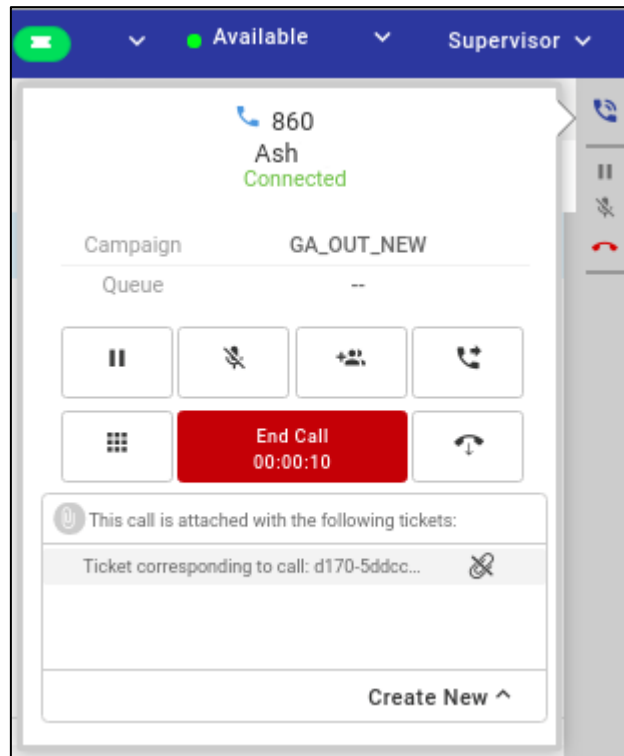 Available
Supervisor
860
Ash
Connected
Campaign GA_OUT_NEW
Queue --
End Call
00:00:10
This call is attached with the following tickets:
Ticket corresponding to call: d170-5ddcc...
Create New